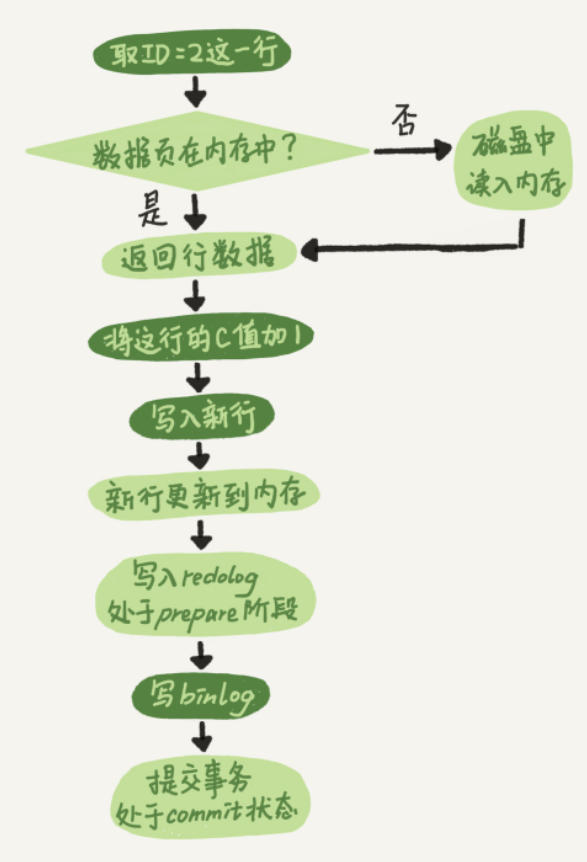 取ID=2这一行
数据页在内存中?
否
磁盘中
读入内存
是
返回行数据
将这行的C值加1
写入新行
新行更新到内存
写入redolog
处于prepare阶段
写binlog
提交事务
处于commit状态